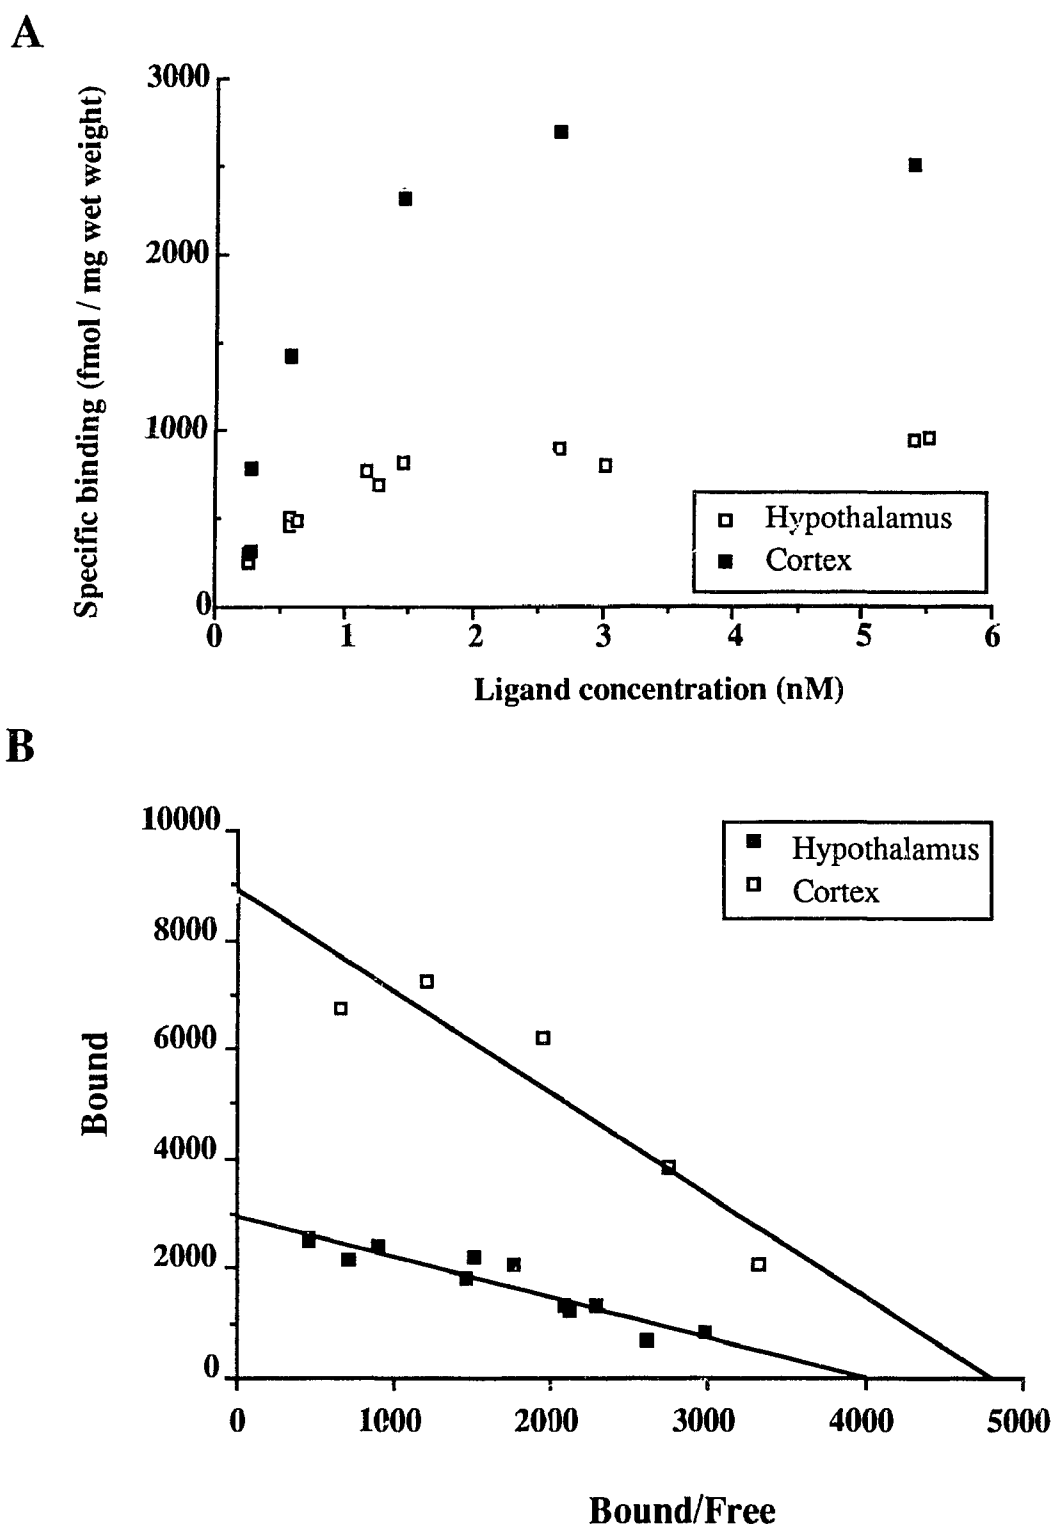 A
3000
2000
1000
0
Specific binding (fmol / mg wet weight)
Hypothalamus
Cortex
0 1 2 3 4 5 6
Ligand concentration (nM)
B
10000
8000
6000
4000
2000
0
Bound
Hypothalamus
Cortex
0 1000 2000 3000 4000 5000
Bound/Free